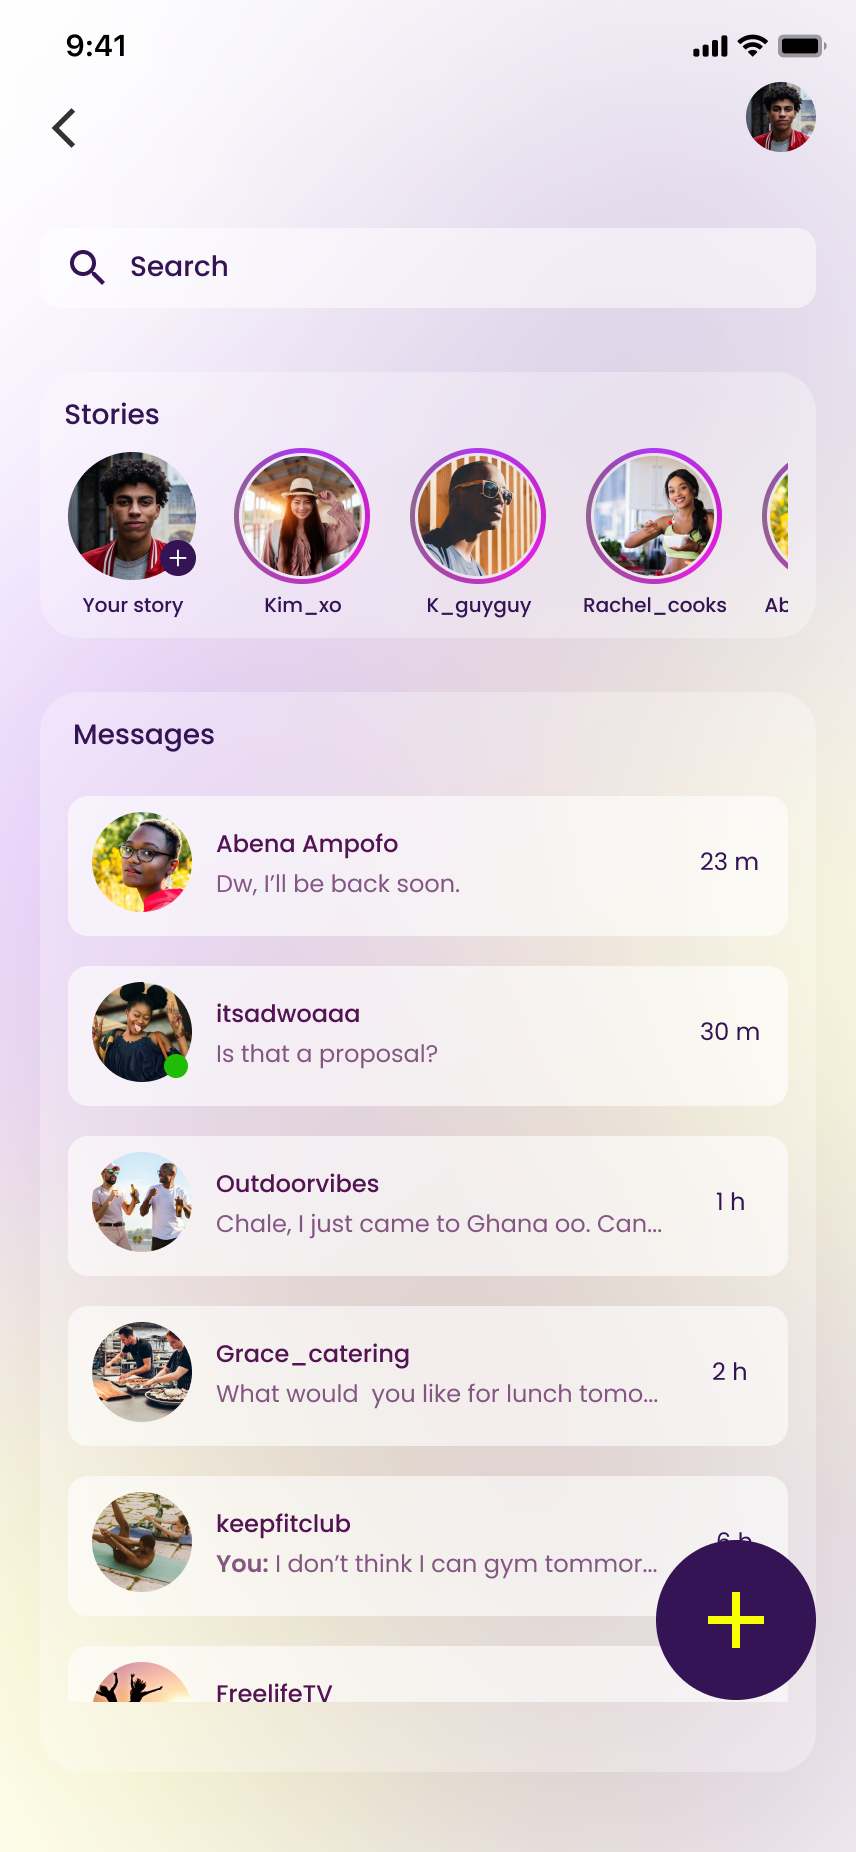 9:41
Search
Stories
Your story
Kim_xo
K_guyguy
Rachel_cooks
Ab
Messages
Abena Ampofo
Dw, I'll be back soon.
23 m
itsadwoaaa
Is that a proposal?
30 m
Outdoorvibes
Chale, I just came to Ghana oo. Can...
1 h
Grace_catering
What would  you like for lunch tomo...
2 h
keepfitclub
You: I don't think I can gym tommor...
6 h
FreelifeTV